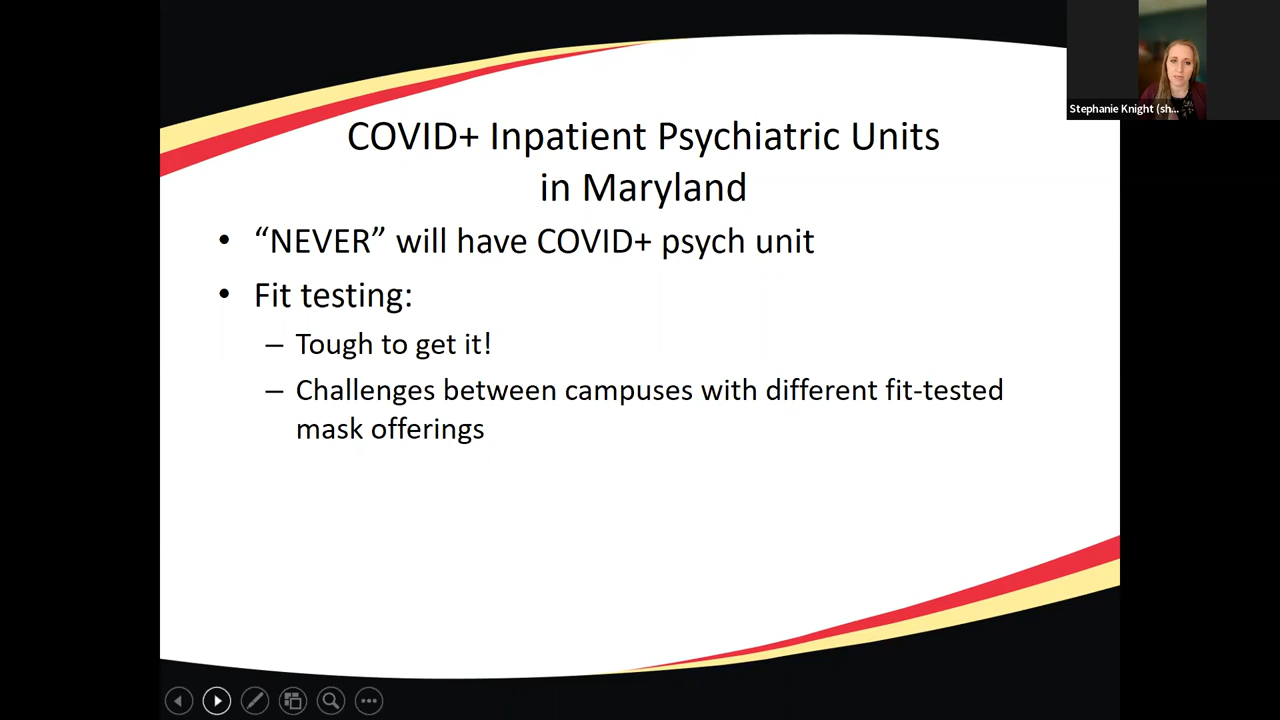 Stephanie Knight (sh...
COVID+ Inpatient Psychiatric Units
in Maryland
• “NEVER” will have COVID+ psych unit
• Fit testing:
– Tough to get it!
– Challenges between campuses with different fit-tested
mask offerings